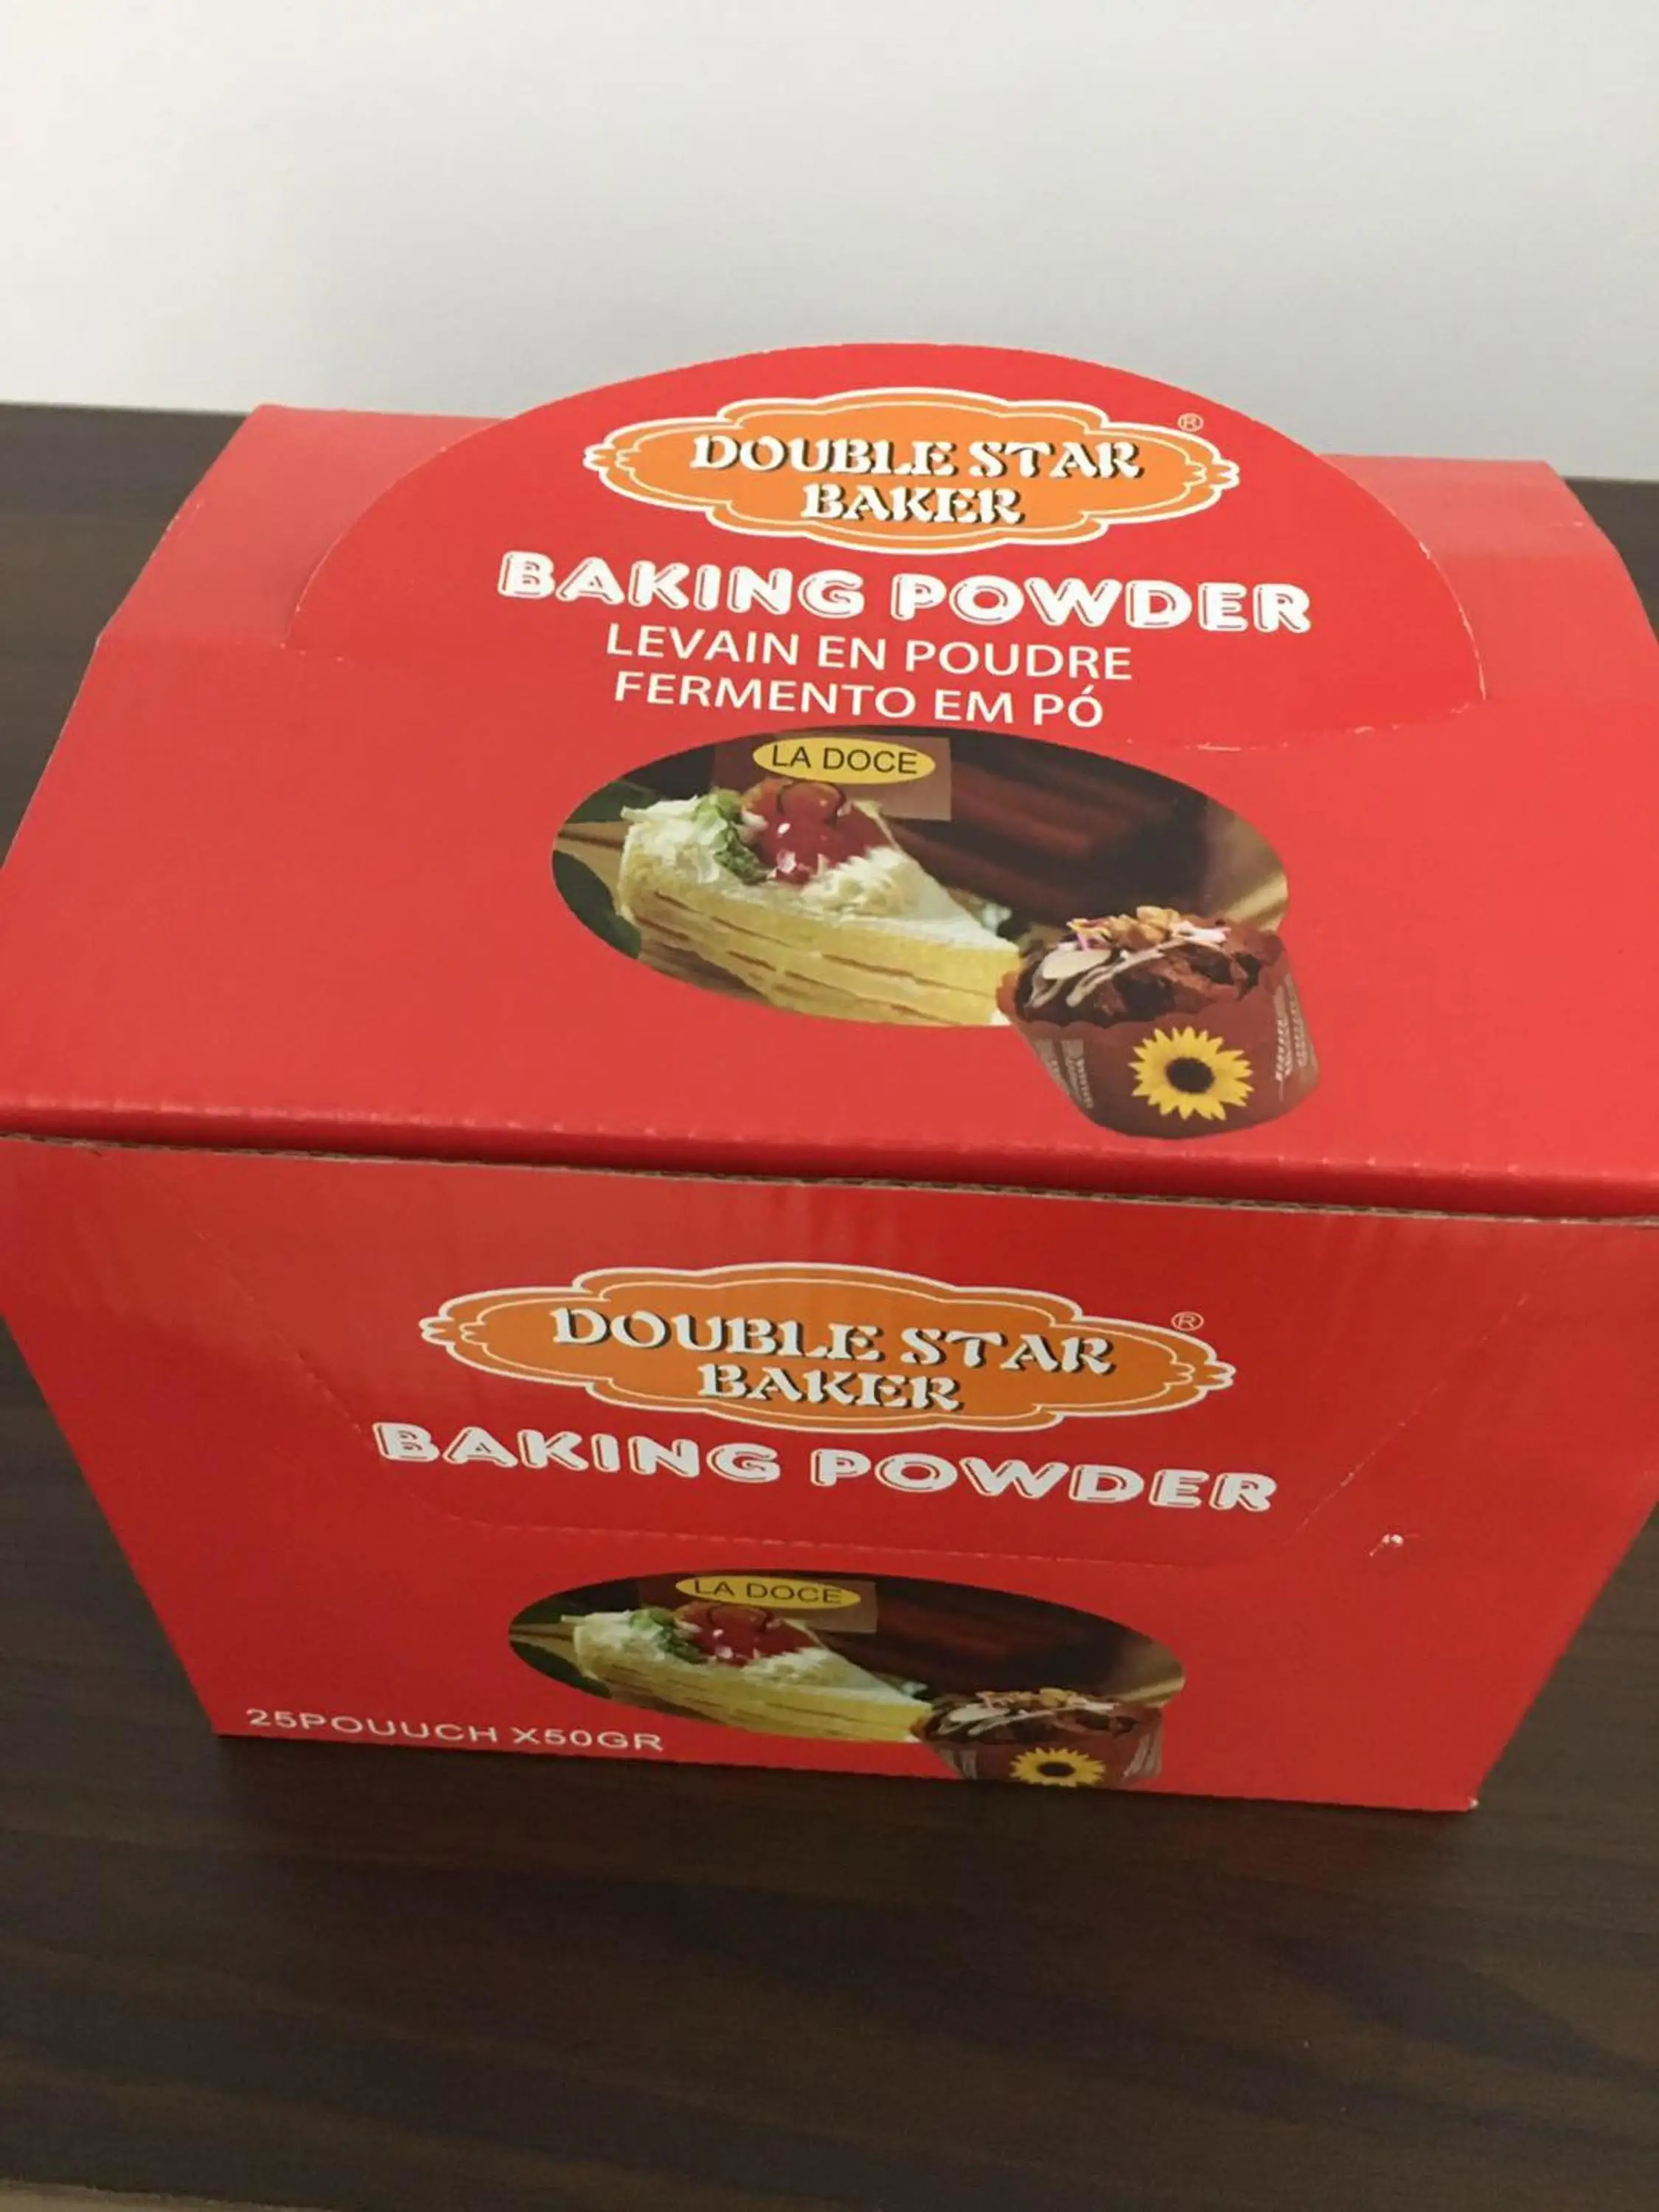 DOUBLE STAR
BAKER
®
BAKING POWDER
LEVAIN EN POUDRE
FERMENTO EM PÓ
LA DOCE
DOUBLE STAR
BAKER
®
BAKING POWDER
LA DOCE
25POUUCH X50GR